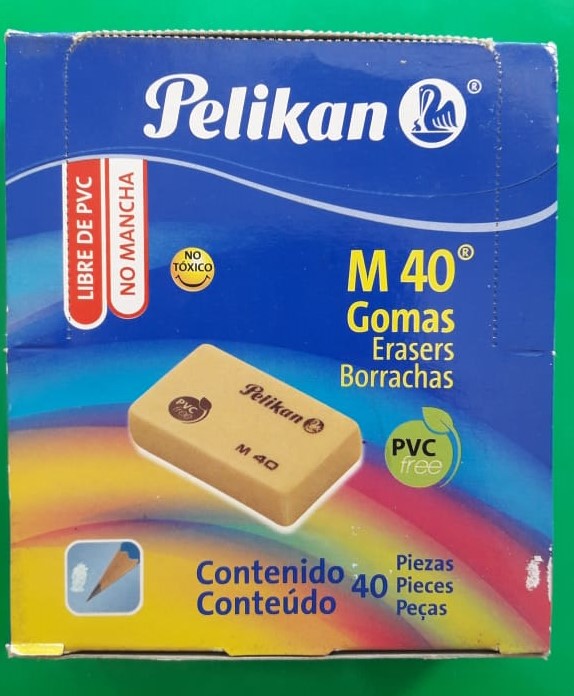 Pelikan ®
LIBRE DE PVC
NO MANCHA
NO
TÓXICO
M 40®
Gomas
Erasers
Borrachas
PVC
free
Pelikan
M 40
PVC
free
Contenido
Conteúdo
40
Piezas
Pieces
Peças